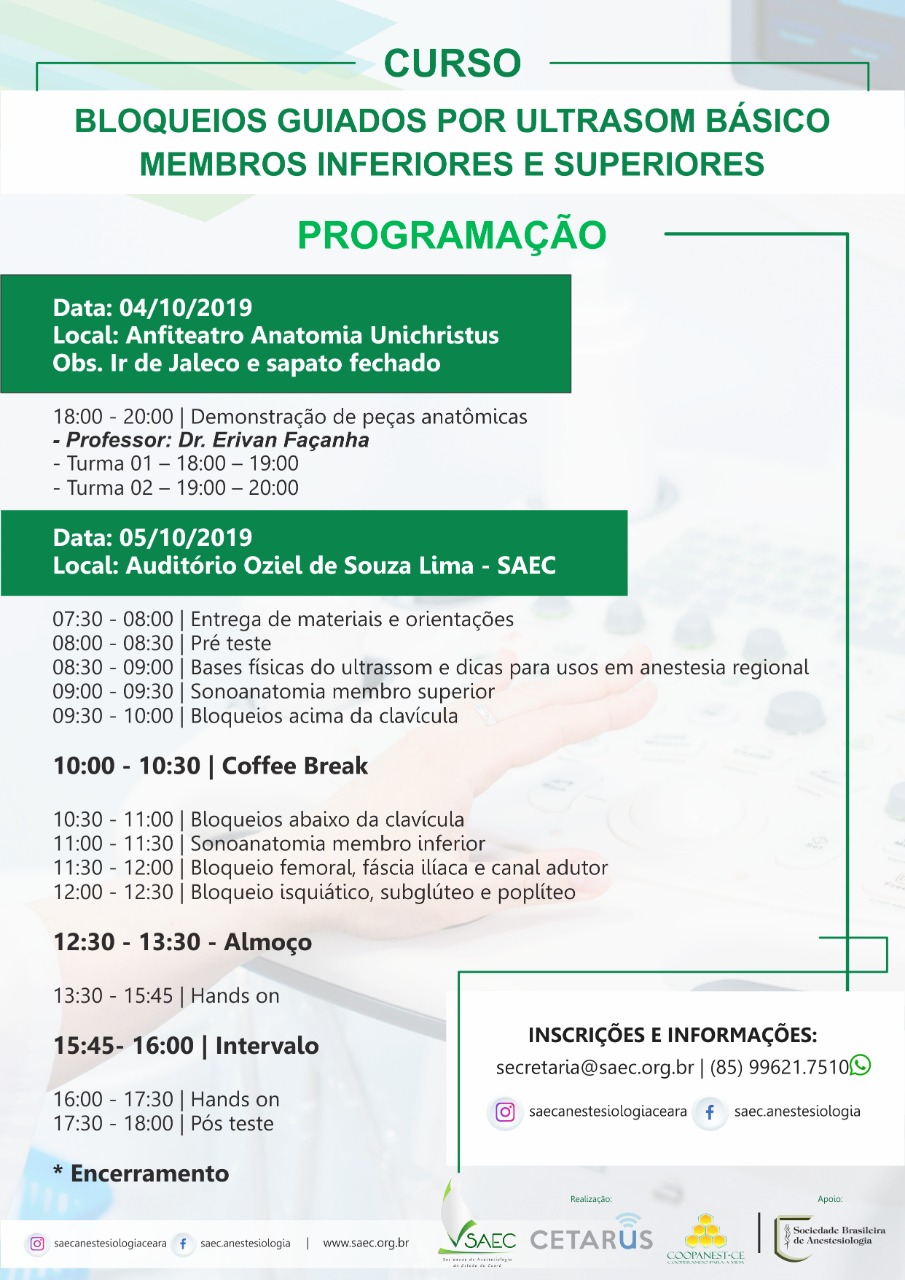 CURSO
BLOQUEIOS GUIADOS POR ULTRASOM BÁSICO
MEMBROS INFERIORES E SUPERIORES
PROGRAMAÇÃO
Data: 04/10/2019
Local: Anfiteatro Anatomia Unichristus
Obs. Ir de Jaleco e sapato fechado
18:00 - 20:00 | Demonstração de peças anatômicas
- Professor: Dr. Erivan Façanha
- Turma 01 – 18:00 – 19:00
- Turma 02 – 19:00 – 20:00
Data: 05/10/2019
Local: Auditório Oziel de Souza Lima - SAEC
07:30 - 08:00 | Entrega de materiais e orientações
08:00 - 08:30 | Pré teste
08:30 - 09:00 | Bases físicas do ultrassom e dicas para usos em anestesia regional
09:00 - 09:30 | Sonoanatomia membro superior
09:30 - 10:00 | Bloqueios acima da clavícula
10:00 - 10:30 | Coffee Break
10:30 - 11:00 | Bloqueios abaixo da clavícula
11:00 - 11:30 | Sonoanatomia membro inferior
11:30 - 12:00 | Bloqueio femoral, fáscia ilíaca e canal adutor
12:00 - 12:30 | Bloqueio isquiático, subglúteo e poplíteo
12:30 - 13:30 - Almoço
13:30 - 15:45 | Hands on
15:45- 16:00 | Intervalo
16:00 - 17:30 | Hands on
17:30 - 18:00 | Pós teste
* Encerramento
INSCRIÇÕES E INFORMAÇÕES:
secretaria@saec.org.br | (85) 99621.7510
saecanestesiologiaceara saec.anestesiologia
saecanestesiologiaceara saec.anestesiologia | www.saec.org.br
SAEC
Sociedade de Anestesiologia
do Estado do Ceará
Realização:
CETARUS
COOPANEST-CE
COOPERANDO PARA A VIDA
Apoio:
Sociedade Brasileira
de Anestesiologia